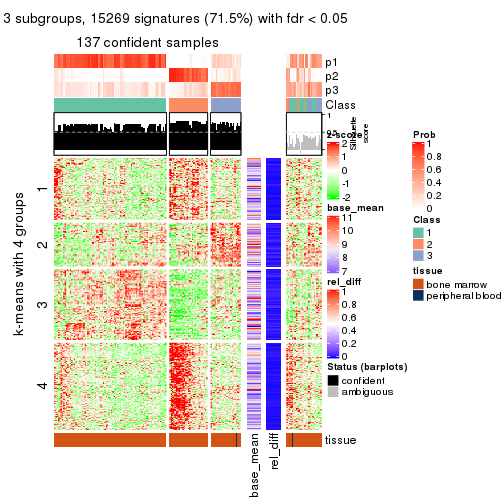 3 subgroups, 15269 signatures (71.5%) with fdr < 0.05
137 confident samples
p1
p2
p3
Class
1
0.5
0
Silhouette
score
k-means with 4 groups
1
2
3
4
z-score
2
1
0
-1
-2
base_mean
11
10
9
8
7
rel_diff
1
0.8
0.6
0.4
0.2
0
Status (barplots)
confident
ambiguous
Prob
1
0.8
0.6
0.4
0.2
0
Class
1
2
3
tissue
bone marrow
peripheral blood
tissue
base_mean
rel_diff